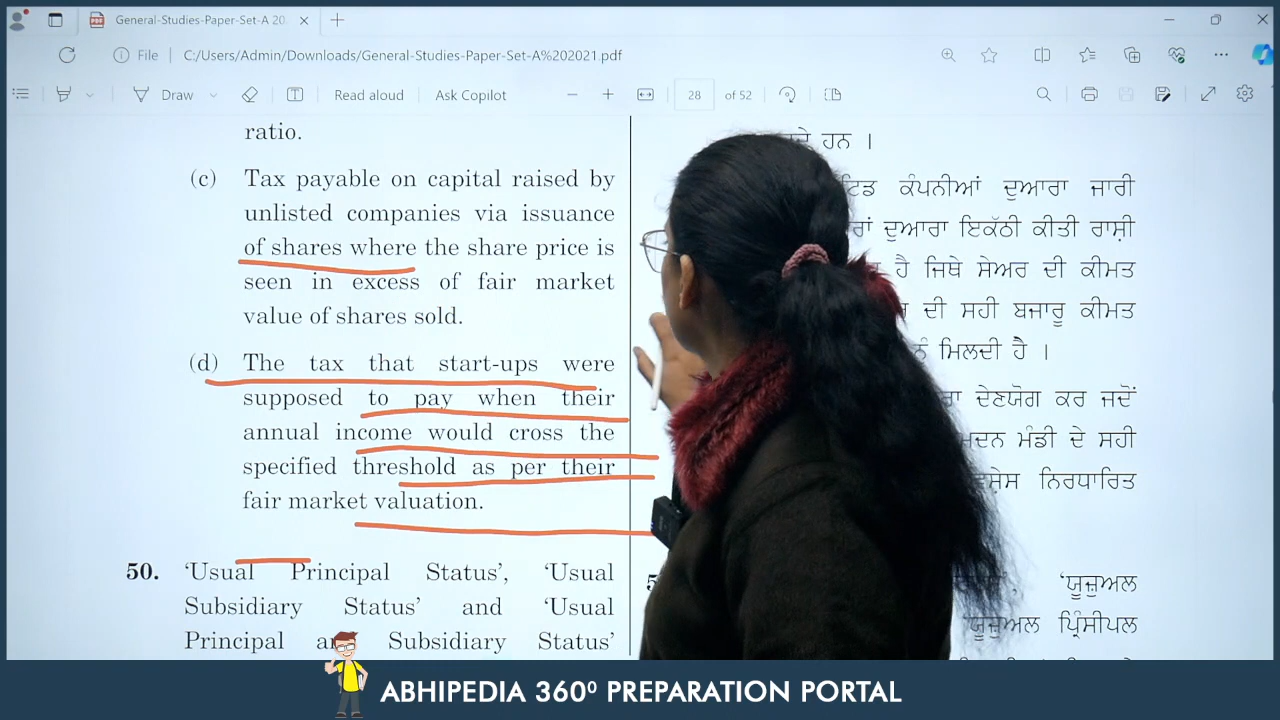 General-Studies-Paper-Set-A 20
File
C:/Users/Admin/Downloads/General-Studies-Paper-Set-A%202021.pdf
Draw
Read aloud
Ask Copilot
28
of 52
ratio.
(c) Tax payable on capital raised by
unlisted companies via issuance
of shares where the share price is
seen in excess of fair market
value of shares sold.
(d) The tax that start-ups were
supposed to pay when their
annual income would cross the
specified threshold as per their
fair market valuation.
50. ‘Usual Principal Status’, ‘Usual
Subsidiary Status’ and ‘Usual
Principal Subsidiary Status’
ਹਨ ।
ਕੰਪਨੀਆਂ ਦੁਆਰਾ ਜਾਰੀ
ਦੁਆਰਾ ਇਕੱਠੀ ਕੀਤੀ ਰਾਸ਼ੀ
ਹੈ ਜਿਥੇ ਸੇਅਰ ਦੀ ਕੀਮਤ
ਦੀ ਸਹੀ ਬਜਾਰੂ ਕੀਮਤ
ਮਿਲਦੀ ਹੈ ।
ਦੇਣਯੋਗ ਕਰ ਜਦੋਂ
ਮੰਡੀ ਦੇ ਸਹੀ
ਨਿਰਧਾਰਿਤ
‘ਯੂਜ਼ੁਅਲ
‘ਯੂਜ਼ੁਅਲ ਪ੍ਰਿੰਸੀਪਲ
ABHIPEDIA 360⁰ PREPARATION PORTAL